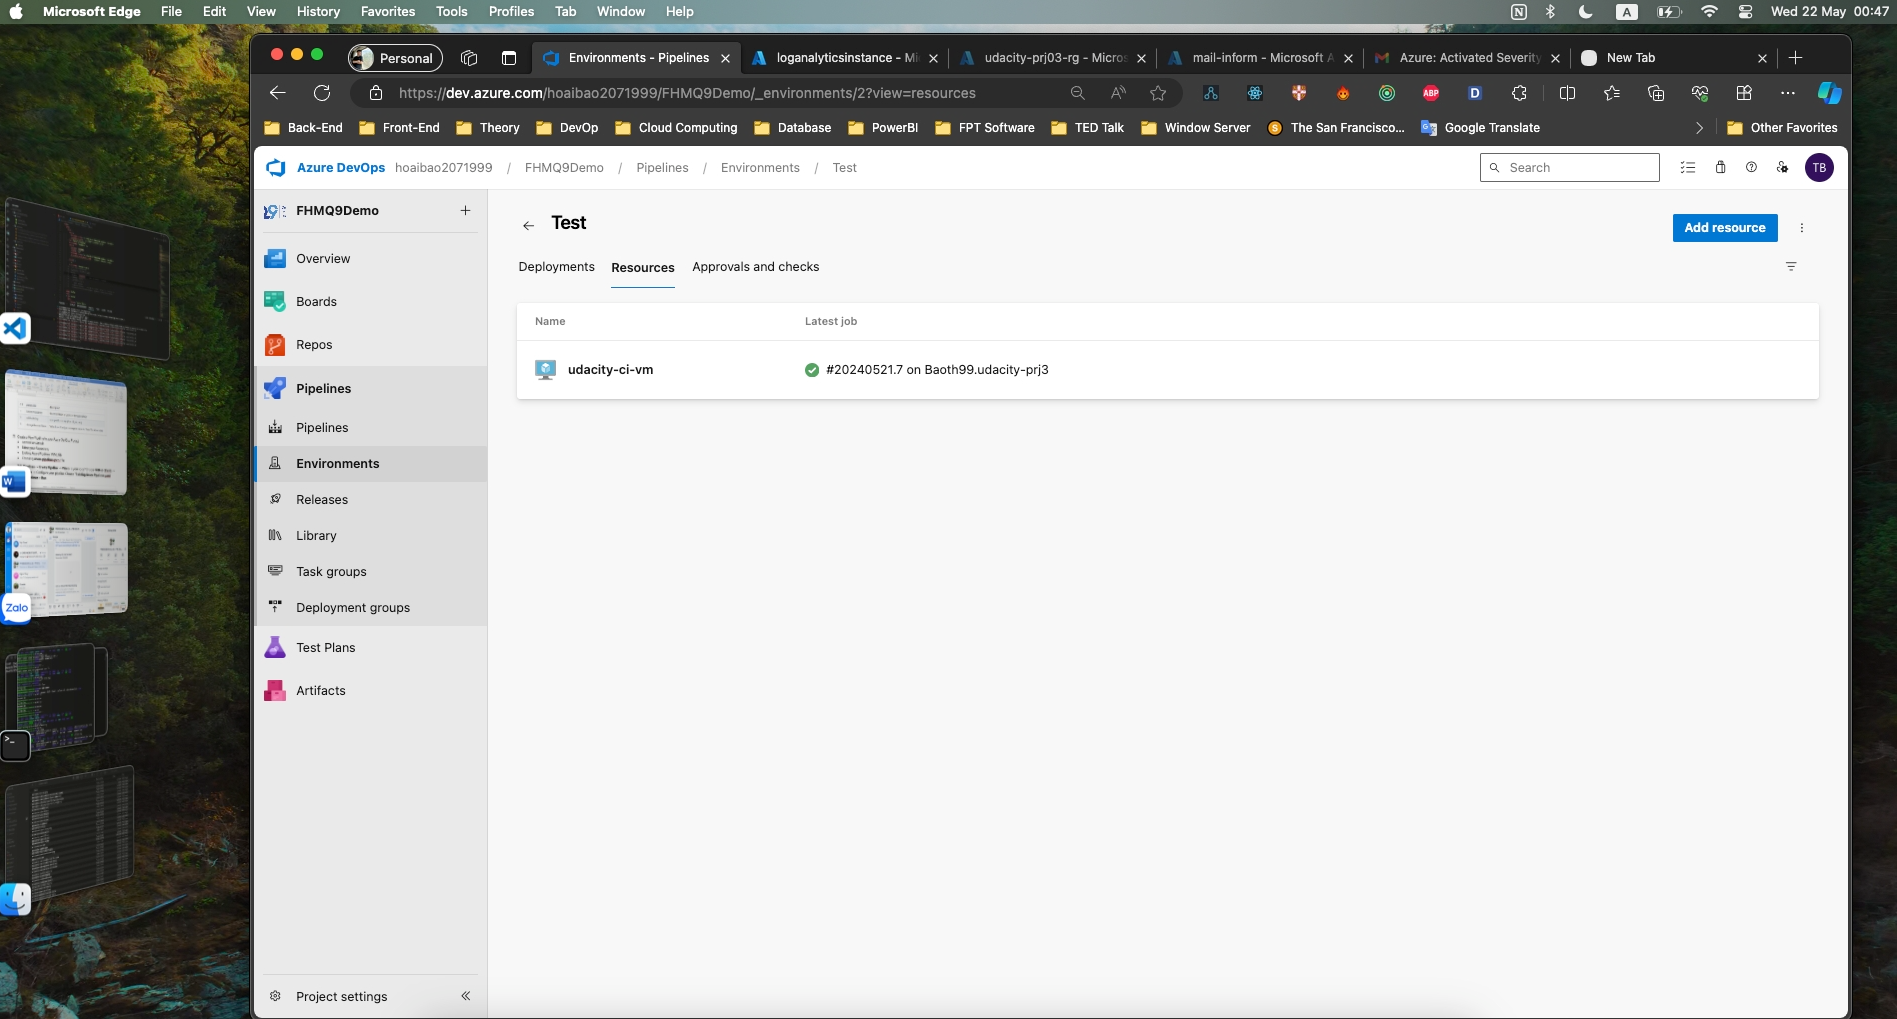 Microsoft Edge File Edit View History Favorites Tools Profiles Tab Window Help A Wed 22 May 00:47
Personal Environments - Pipelines loganalyticsinstance - Mi udacity-prj03-rg - Micros mail-inform - Microsoft A Azure: Activated Severity New Tab
https://dev.azure.com/hoaibao2071999/FHMQ9Demo/_environments/2?view=resources ABP D
Back-End Front-End Theory DevOp Cloud Computing Database PowerBI FPT Software TED Talk Window Server S The San Francisco... Google Translate Other Favorites
Azure DevOps hoaibao2071999 / FHMQ9Demo / Pipelines / Environments / Test Search TB
FHMQ9Demo
Test
Add resource
Overview
Deployments Resources Approvals and checks
Boards
Name Latest job
Repos
udacity-ci-vm #20240521.7 on Baoth99.udacity-prj3
Pipelines
Pipelines
Environments
Releases
Library
Task groups
Deployment groups
Test Plans
Artifacts
Project settings
W
Zalo